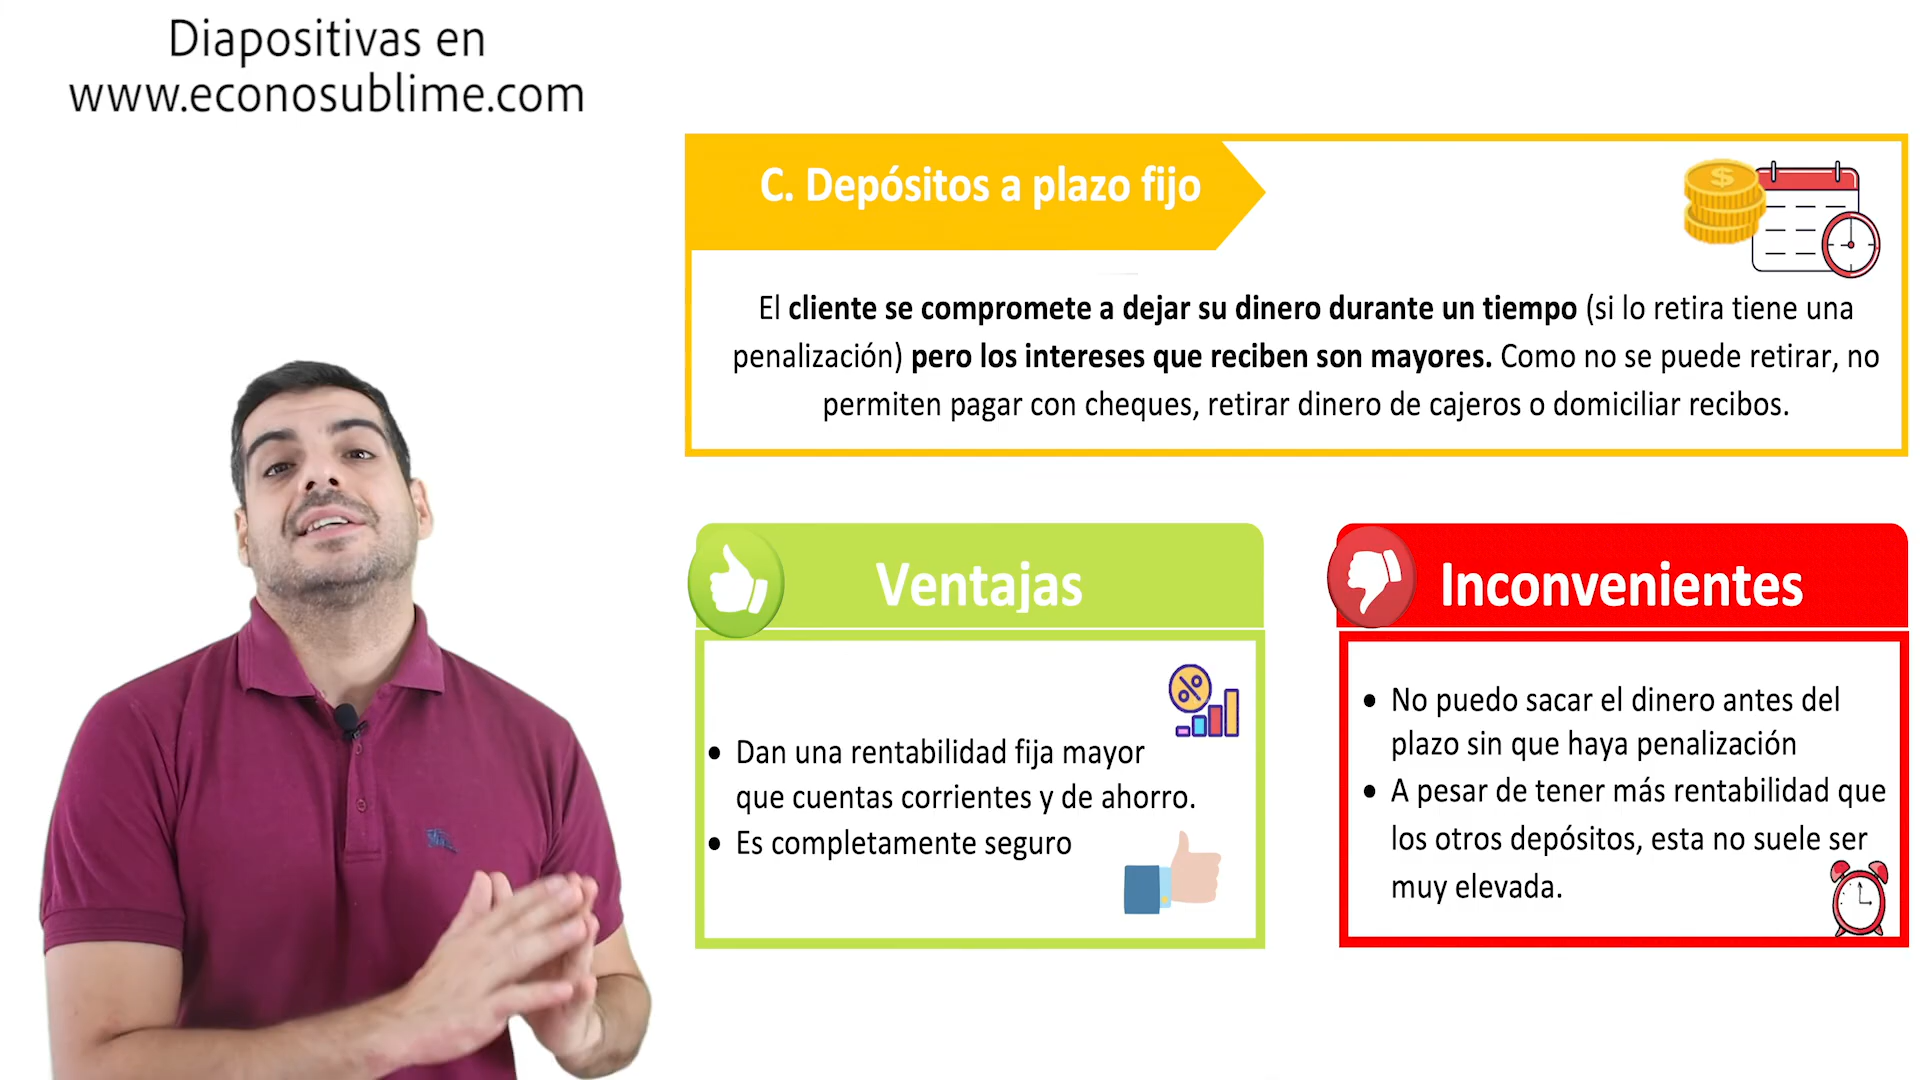 Diapositivas en
www.econosublime.com
C. Depósitos a plazo fijo
El cliente se compromete a dejar su dinero durante un tiempo (si lo retira tiene una
penalización) pero los intereses que reciben son mayores. Como no se puede retirar, no
permiten pagar con cheques, retirar dinero de cajeros o domiciliar recibos.
Ventajas
• Dan una rentabilidad fija mayor
que cuentas corrientes y de ahorro.
• Es completamente seguro
Inconvenientes
• No puedo sacar el dinero antes del
plazo sin que haya penalización
• A pesar de tener más rentabilidad que
los otros depósitos, esta no suele ser
muy elevada.